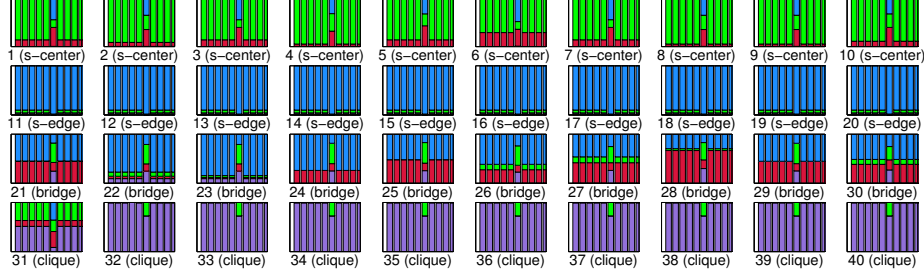 1 (s−center) 2 (s−center) 3 (s−center) 4 (s−center) 5 (s−center) 6 (s−center) 7 (s−center) 8 (s−center) 9 (s−center) 10 (s−center)
11 (s−edge) 12 (s−edge) 13 (s−edge) 14 (s−edge) 15 (s−edge) 16 (s−edge) 17 (s−edge) 18 (s−edge) 19 (s−edge) 20 (s−edge)
21 (bridge) 22 (bridge) 23 (bridge) 24 (bridge) 25 (bridge) 26 (bridge) 27 (bridge) 28 (bridge) 29 (bridge) 30 (bridge)
31 (clique) 32 (clique) 33 (clique) 34 (clique) 35 (clique) 36 (clique) 37 (clique) 38 (clique) 39 (clique) 40 (clique)